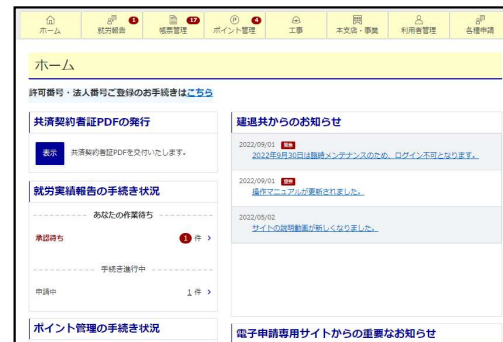 ホーム
就労報告 1
帳票管理 17
ポイント管理 4
工事
本支店・事業
利用者管理
各種申請
ホーム
許可番号・法人番号ご登録のお手続きはこちら
共済契約者証PDFの発行
表示 共済契約者証PDFを交付いたします。
就労実績報告の手続き状況
あなたの作業待ち
承認待ち 1 件 >
手続き進行中
申請中 1 件 >
ポイント管理の手続き状況
建退共からのお知らせ
2022/09/01
2022年9月30日は臨時メンテナンスのため、ログイン不可となります。
2022/09/01
操作マニュアルが更新されました。
2022/05/02
サイトの説明動画が新しくなりました。
電子申請専用サイトからの重要なお知らせ